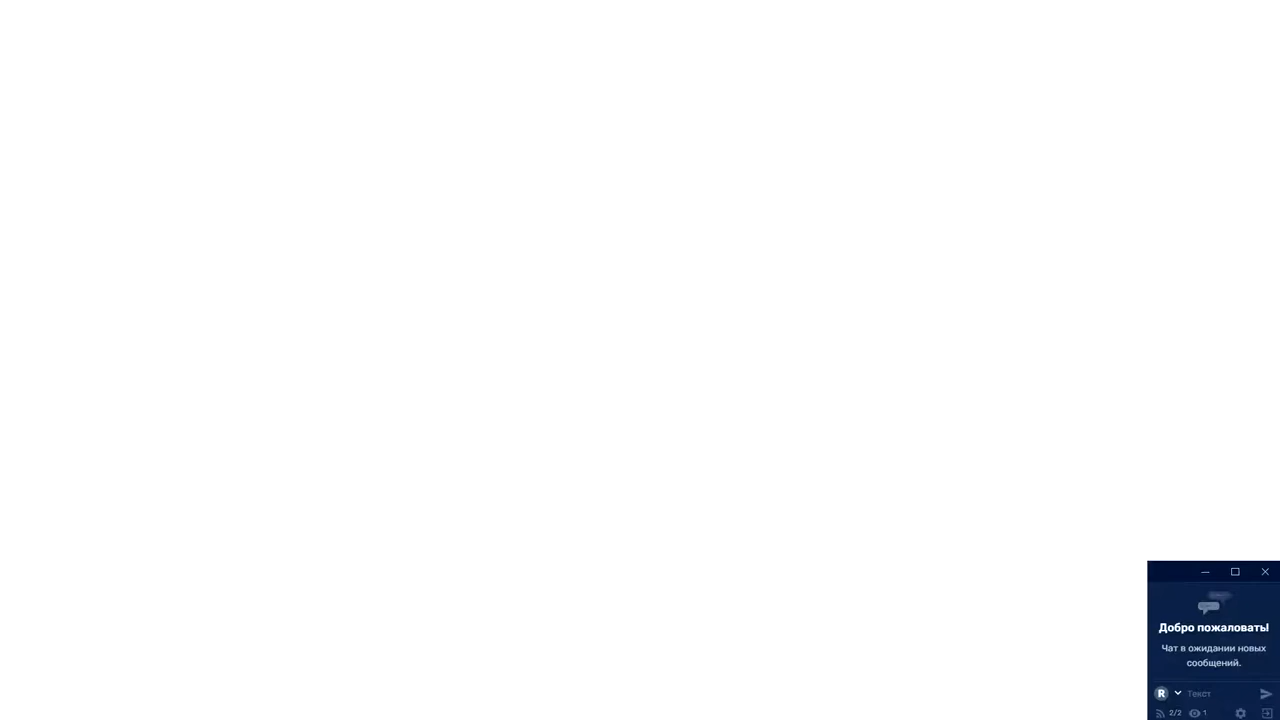 Добро пожаловать!
Чат в ожидании новых
сообщений.
R Текст
2/2 1